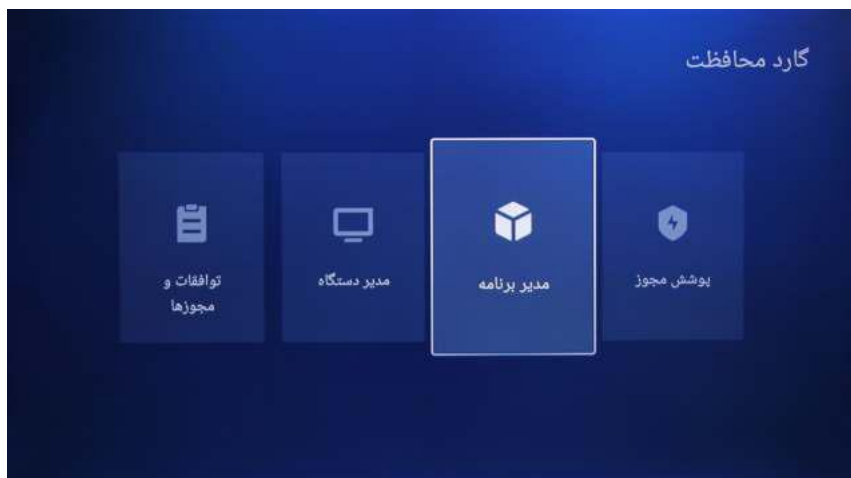 گارد محافظت
پوشش مجوز
مدیر برنامه
مدیر دستگاه
توافقات و
مجوزها